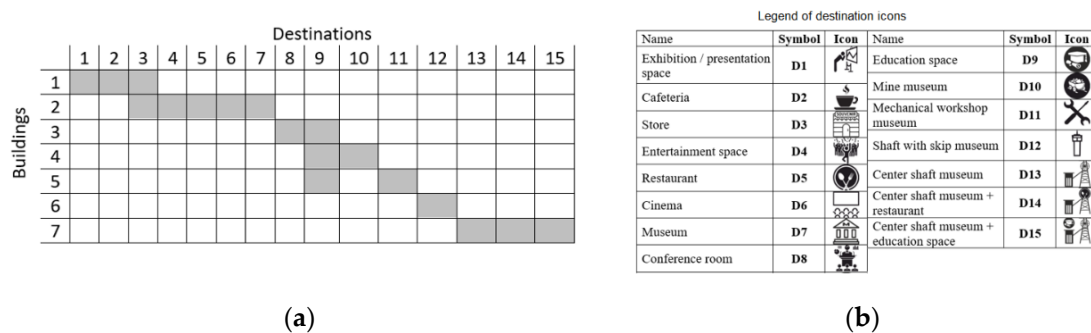 Destinations
1 2 3 4 5 6 7 8 9 10 11 12 13 14 15
Buildings
1
2
3
4
5
6
7
(a)
Legend of destination icons
Name Symbol Icon
Exhibition / presentation
space D1
Cafeteria D2
Store D3
Entertainment space D4
Restaurant D5
Cinema D6
Museum D7
Conference room D8
Name Symbol Icon
Education space D9
Mine museum D10
Mechanical workshop
museum D11
Shaft with skip museum D12
Center shaft museum D13
Center shaft museum +
restaurant D14
Center shaft museum +
education space D15
(b)